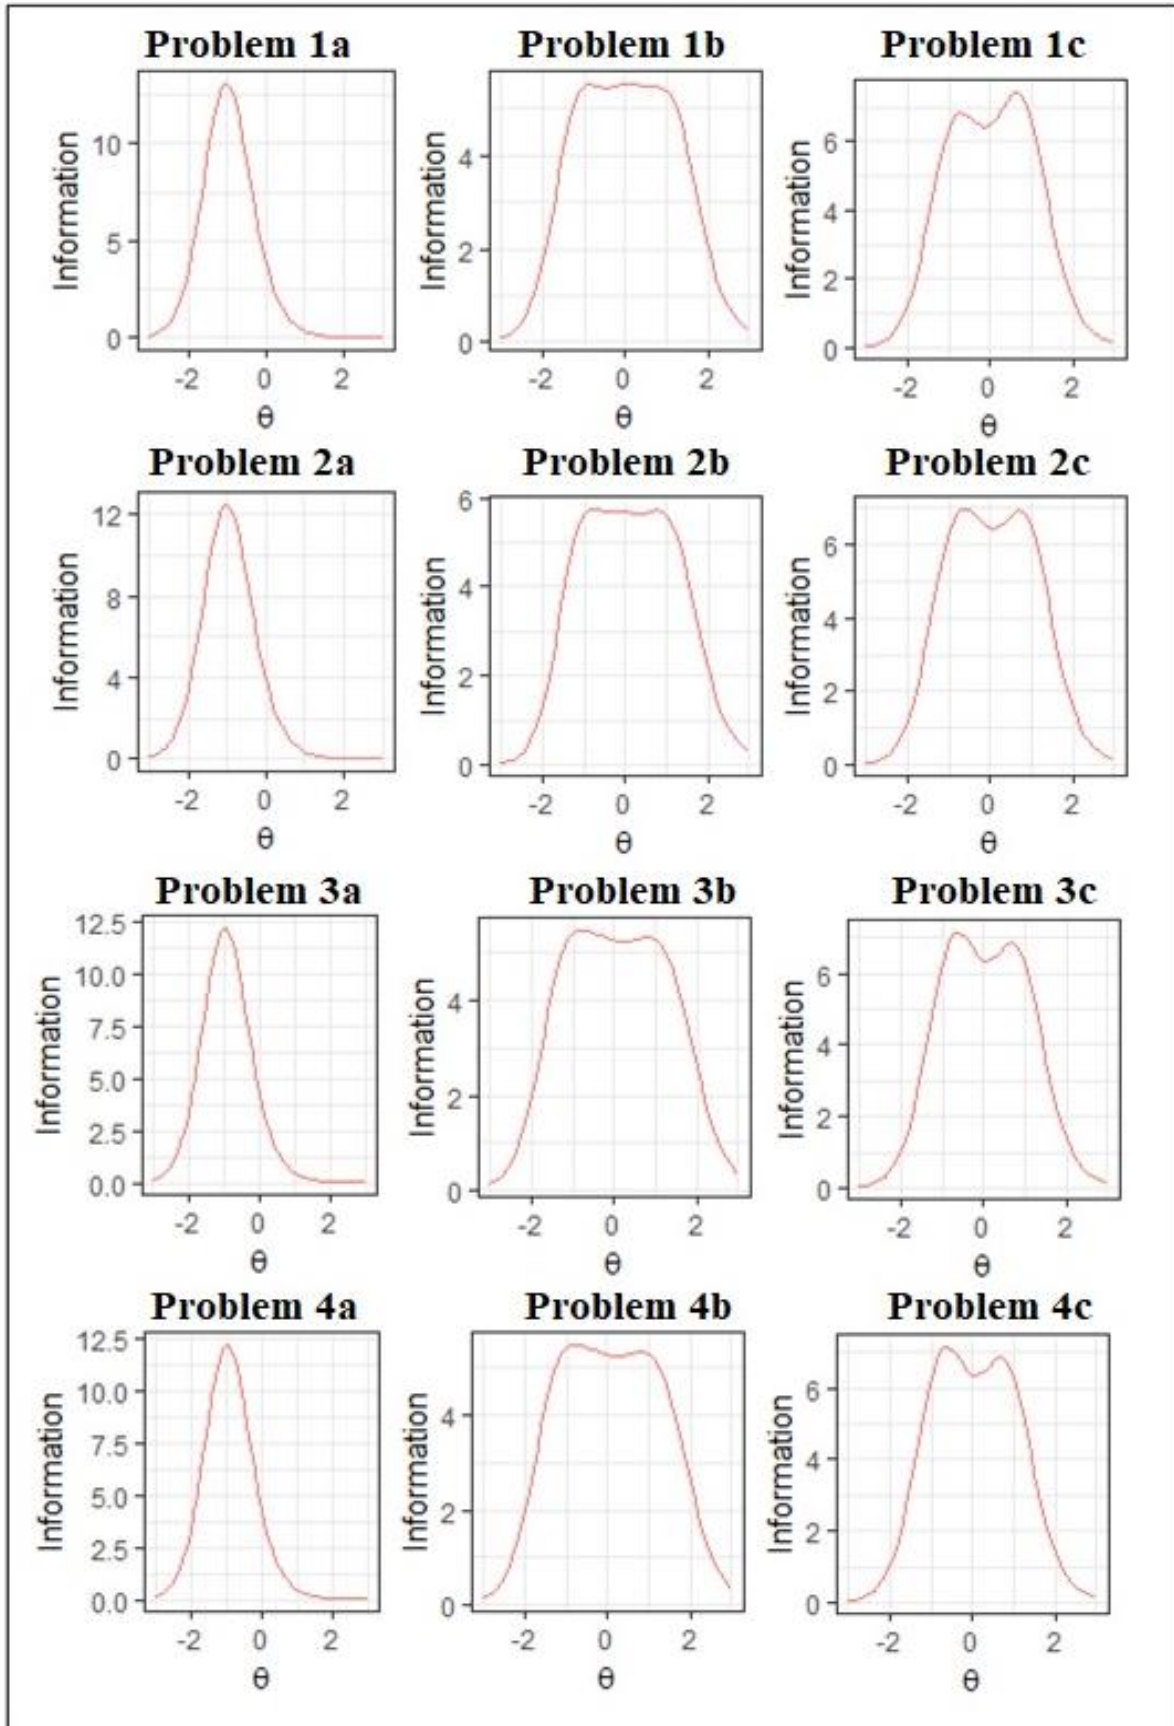 Problem 1a
Problem 1b
Problem 1c
Information
10
5
0
-2 0 2
θ
Information
4
2
0
-2 0 2
θ
Information
6
4
2
0
-2 0 2
θ
Problem 2a
Problem 2b
Problem 2c
Information
12
8
4
0
-2 0 2
θ
Information
6
4
2
0
-2 0 2
θ
Information
6
4
2
0
-2 0 2
θ
Problem 3a
Problem 3b
Problem 3c
Information
12.5
10.0
7.5
5.0
2.5
0.0
-2 0 2
θ
Information
4
2
0
-2 0 2
θ
Information
6
4
2
0
-2 0 2
θ
Problem 4a
Problem 4b
Problem 4c
Information
12.5
10.0
7.5
5.0
2.5
0.0
-2 0 2
θ
Information
4
2
0
-2 0 2
θ
Information
6
4
2
0
-2 0 2
θ